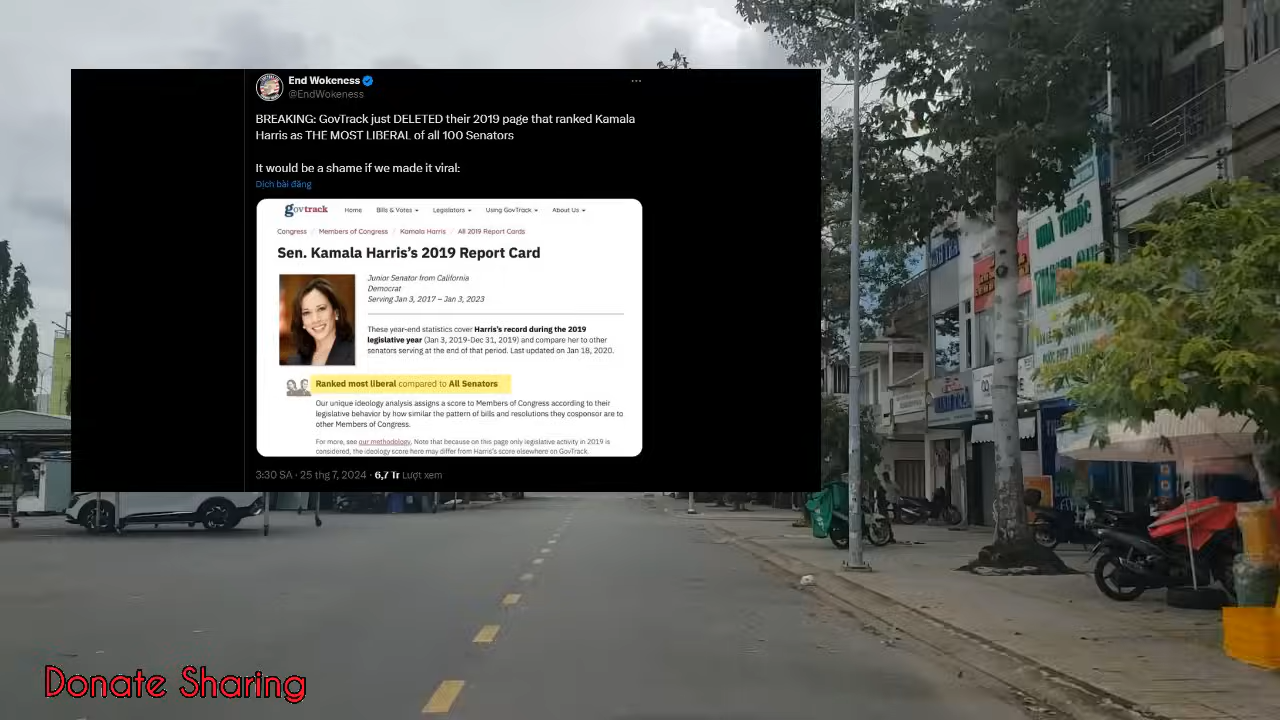 End Wokeness
@EndWokeness
BREAKING: GovTrack just DELETED their 2019 page that ranked Kamala
Harris as THE MOST LIBERAL of all 100 Senators
It would be a shame if we made it viral:
Dịch bài đăng
govtrack Home Bills & Votes Legislators Using GovTrack About Us
Congress / Members of Congress / Kamala Harris / All 2019 Report Cards
Sen. Kamala Harris's 2019 Report Card
Junior Senator from California
Democrat
Serving Jan 3, 2017 – Jan 3, 2023
These year-end statistics cover Harris's record during the 2019
legislative year (Jan 3, 2019-Dec 31, 2019) and compare her to other
senators serving at the end of that period. Last updated on Jan 18, 2020.
Ranked most liberal compared to All Senators
Our unique ideology analysis assigns a score to Members of Congress according to their
legislative behavior by how similar the pattern of bills and resolutions they cosponsor are to
other Members of Congress.
For more, see our methodology. Note that because on this page only legislative activity in 2019 is
considered, the ideology score here may differ from Harris's score elsewhere on GovTrack.
3:30 SA · 25 thg 7, 2024 · 6,7 Tr Lượt xem
NHÀ THUỐC
Donate Sharing